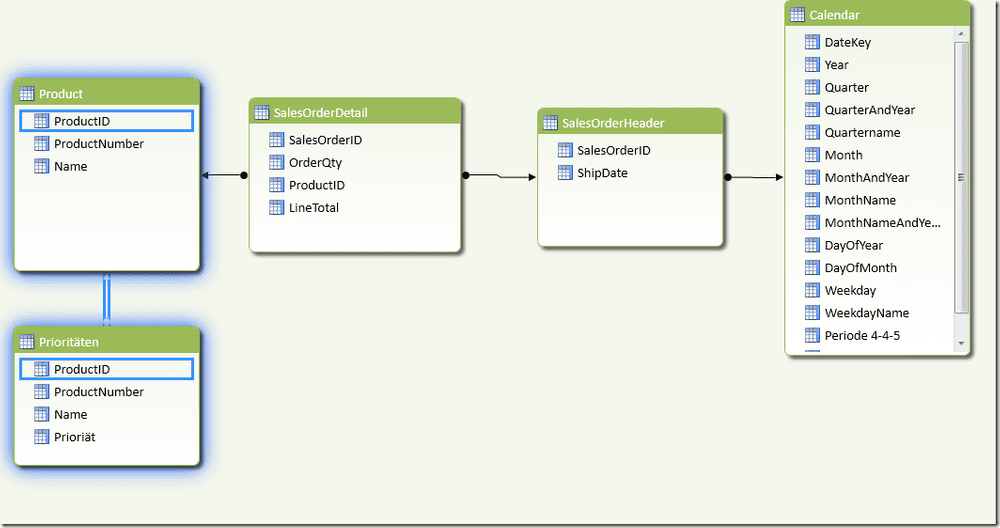 Product
ProductID
ProductNumber
Name
SalesOrderDetail
SalesOrderID
OrderQty
ProductID
LineTotal
SalesOrderHeader
SalesOrderID
ShipDate
Calendar
DateKey
Year
Quarter
QuarterAndYear
Quartername
Month
MonthAndYear
MonthName
MonthNameAndYe...
DayOfYear
DayOfMonth
Weekday
WeekdayName
Periode 4-4-5
Prioritäten
ProductID
ProductNumber
Name
Prioriät